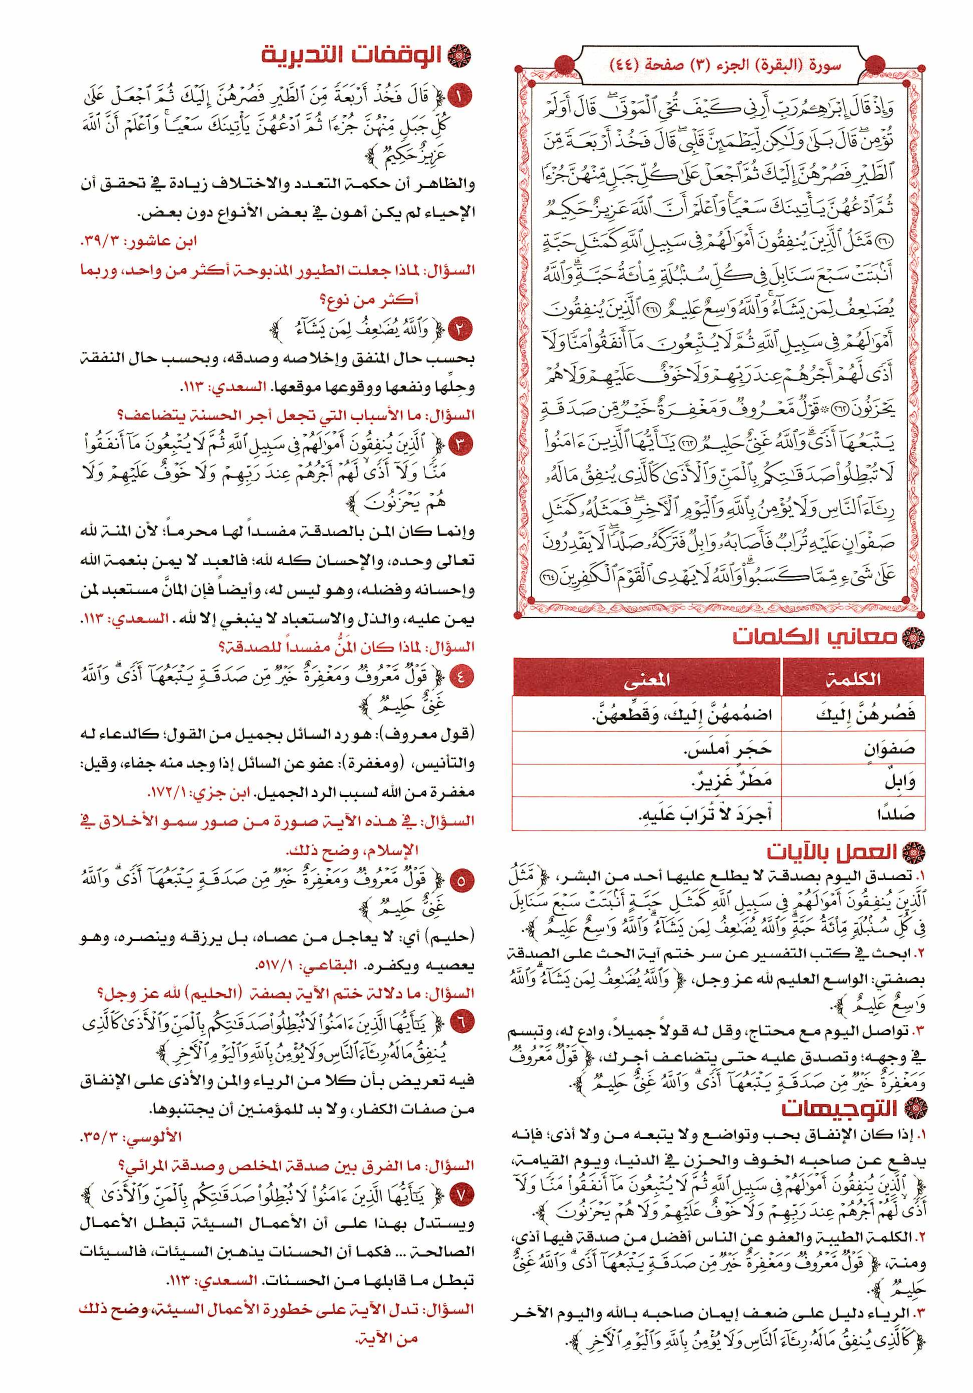 سورة (البقرة) الجزء (٣) صفحة (٤٤)
وَإِذْ قَالَ إِبْرَاهِـۧمُ رَبِّ أَرِنِى كَيْفَ تُحْىِ ٱلْمَوْتَىٰ ۖ قَالَ أَوَلَمْ
تُؤْمِن ۖ قَالَ بَلَىٰ وَلَٰكِن لِّيَطْمَئِنَّ قَلْبِى ۖ قَالَ فَخُذْ أَرْبَعَةً مِّنَ
ٱلطَّيْرِ فَصُرْهُنَّ إِلَيْكَ ثُمَّ ٱجْعَلْ عَلَىٰ كُلِّ جَبَلٍ مِّنْهُنَّ جُزْءًا
ثُمَّ ٱدْعُهُنَّ يَأْتِينَكَ سَعْيًا ۚ وَٱعْلَمْ أَنَّ ٱللَّهَ عَزِيزٌ حَكِيمٌ
(٢٦٠) مَّثَلُ ٱلَّذِينَ يُنفِقُونَ أَمْوَٰلَهُمْ فِى سَبِيلِ ٱللَّهِ كَمَثَلِ حَبَّةٍ
أَنۢبَتَتْ سَبْعَ سَنَابِلَ فِى كُلِّ سُنۢبُلَةٍ مِّا۟ئَةُ حَبَّةٍ ۗ وَٱللَّهُ
يُضَٰعِفُ لِمَن يَشَآءُ ۗ وَٱللَّهُ وَٰسِعٌ عَلِيمٌ (٢٦١) ٱلَّذِينَ يُنفِقُونَ
أَمْوَٰلَهُمْ فِى سَبِيلِ ٱللَّهِ ثُمَّ لَا يُتْبِعُونَ مَآ أَنفَقُوا۟ مَنًّا وَلَآ
أَذًى لَّهُمْ أَجْرُهُمْ عِندَ رَبِّهِمْ وَلَا خَوْفٌ عَلَيْهِمْ وَلَا هُمْ
يَحْزَنُونَ (٢٦٢) ۞ قَوْلٌ مَّعْرُوفٌ وَمَغْفِرَةٌ خَيْرٌ مِّن صَدَقَةٍ
يَتْبَعُهَآ أَذًى ۗ وَٱللَّهُ غَنِىٌّ حَلِيمٌ (٢٦٣) يَٰٓأَيُّهَا ٱلَّذِينَ ءَامَنُوا۟
لَا تُبْطِلُوا۟ صَدَقَٰتِكُم بِٱلْمَنِّ وَٱلْأَذَىٰ كَٱلَّذِى يُنفِقُ مَالَهُۥ
رِئَآءَ ٱلنَّاسِ وَلَا يُؤْمِنُ بِٱللَّهِ وَٱلْيَوْمِ ٱلْءَاخِرِ ۖ فَمَثَلُهُۥ كَمَثَلِ
صَفْوَانٍ عَلَيْهِ تُرَابٌ فَأَصَابَهُۥ وَابِلٌ فَتَرَكَهُۥ صَلْدًا ۖ لَّا يَقْدِرُونَ
عَلَىٰ شَىْءٍ مِّمَّا كَسَبُوا۟ ۗ وَٱللَّهُ لَا يَهْدِى ٱلْقَوْمَ ٱلْكَٰفِرِينَ (٢٦٤)
معاني الكلمات
الكلمة المعنى
فَصُرْهُنَّ إِلَيْكَ اضمُمهُنَّ إِلَيكَ، وَقَطِّعهُنَّ.
صَفوَانٍ حَجَرٍ أَملَسَ.
وَابِلٌ مَطَرٌ غَزِيرٌ.
صَلدًا أَجرَدَ لاَ تُرَابَ عَلَيهِ.
العمل بالآيات
١. تصدق اليوم بصدقة لا يطلع عليها أحد من البشر، ﴿ مَّثَلُ
ٱلَّذِينَ يُنفِقُونَ أَمْوَٰلَهُمْ فِى سَبِيلِ ٱللَّهِ كَمَثَلِ حَبَّةٍ أَنۢبَتَتْ سَبْعَ سَنَابِلَ
فِى كُلِّ سُنۢبُلَةٍ مِّا۟ئَةُ حَبَّةٍ ۗ وَٱللَّهُ يُضَٰعِفُ لِمَن يَشَآءُ ۗ وَٱللَّهُ وَٰسِعٌ عَلِيمٌ ﴾.
٢. ابحث في كتب التفسير عن سر ختم آية الحث على الصدقة
بصفتي: الواسع العليم لله عز وجل، ﴿ وَٱللَّهُ يُضَٰعِفُ لِمَن يَشَآءُ ۗ وَٱللَّهُ
وَٰسِعٌ عَلِيمٌ ﴾.
٣. تواصل اليوم مع محتاج، وقل له قولاً جميلاً، وادع له، وتبسم
في وجهه؛ وتصدق عليه حتى يتضاعف أجرك، ﴿ قَوْلٌ مَّعْرُوفٌ
وَمَغْفِرَةٌ خَيْرٌ مِّن صَدَقَةٍ يَتْبَعُهَآ أَذًى ۗ وَٱللَّهُ غَنِىٌّ حَلِيمٌ ﴾.
التوجيهات
١. إذا كان الإنفاق بحب وتواضع ولا يتبعه من ولا أذى؛ فإنه
يدفع عن صاحبه الخوف والحزن في الدنيا، ويوم القيامة،
﴿ ٱلَّذِينَ يُنفِقُونَ أَمْوَٰلَهُمْ فِى سَبِيلِ ٱللَّهِ ثُمَّ لَا يُتْبِعُونَ مَآ أَنفَقُوا۟ مَنًّا وَلَآ
أَذًى ۙ لَّهُمْ أَجْرُهُمْ عِندَ رَبِّهِمْ وَلَا خَوْفٌ عَلَيْهِمْ وَلَا هُمْ يَحْزَنُونَ ﴾.
٢. الكلمة الطيبة والعفو عن الناس أفضل من صدقة فيها أذى،
ومنة، ﴿ قَوْلٌ مَّعْرُوفٌ وَمَغْفِرَةٌ خَيْرٌ مِّن صَدَقَةٍ يَتْبَعُهَآ أَذًى ۗ وَٱللَّهُ غَنِىٌّ
حَلِيمٌ ﴾.
٣. الرياء دليل على ضعف إيمان صاحبه بالله واليوم الآخر
﴿ كَٱلَّذِى يُنفِقُ مَالَهُۥ رِئَآءَ ٱلنَّاسِ وَلَا يُؤْمِنُ بِٱللَّهِ وَٱلْيَوْمِ ٱلْءَاخِرِ ﴾.
الوقفات التدبرية
١ ﴿ قَالَ فَخُذْ أَرْبَعَةً مِّنَ ٱلطَّيْرِ فَصُرْهُنَّ إِلَيْكَ ثُمَّ ٱجْعَلْ عَلَىٰ
كُلِّ جَبَلٍ مِّنْهُنَّ جُزْءًا ثُمَّ ٱدْعُهُنَّ يَأْتِينَكَ سَعْيًا ۚ وَٱعْلَمْ أَنَّ ٱللَّهَ
عَزِيزٌ حَكِيمٌ ﴾
والظاهر أن حكمة التعدد والاختلاف زيادة في تحقق أن
الإحياء لم يكن أهون في بعض الأنواع دون بعض.
ابن عاشور: ٣٩/٣.
السؤال: لماذا جعلت الطيور المذبوحة أكثر من واحد، وربما
أكثر من نوع؟
٢ ﴿ وَٱللَّهُ يُضَٰعِفُ لِمَن يَشَآءُ ﴾
بحسب حال المنفق وإخلاصه وصدقه، وبحسب حال النفقة
وحِلِّها ونفعها ووقوعها موقعها. السعدي: ١١٣.
السؤال: ما الأسباب التي تجعل أجر الحسنة يتضاعف؟
٣ ﴿ ٱلَّذِينَ يُنفِقُونَ أَمْوَٰلَهُمْ فِى سَبِيلِ ٱللَّهِ ثُمَّ لَا يُتْبِعُونَ مَآ أَنفَقُوا۟
مَنًّا وَلَآ أَذًى ۙ لَّهُمْ أَجْرُهُمْ عِندَ رَبِّهِمْ وَلَا خَوْفٌ عَلَيْهِمْ وَلَا
هُمْ يَحْزَنُونَ ﴾
وإنما كان المن بالصدقة مفسداً لها محرماً؛ لأن المنة لله
تعالى وحده، والإحسان كله لله؛ فالعبد لا يمن بنعمة الله
وإحسانه وفضله، وهو ليس له، وأيضاً فإن المانَّ مستعبد لمن
يمن عليه، والذل والاستعباد لا ينبغي إلا لله. السعدي: ١١٣.
السؤال: لماذا كان المَنُّ مفسداً للصدقة؟
٤ ﴿ قَوْلٌ مَّعْرُوفٌ وَمَغْفِرَةٌ خَيْرٌ مِّن صَدَقَةٍ يَتْبَعُهَآ أَذًى ۗ وَٱللَّهُ
غَنِىٌّ حَلِيمٌ ﴾
(قول معروف): هو رد السائل بجميل من القول؛ كالدعاء له
والتأنيس، (ومغفرة): عفو عن السائل إذا وجد منه جفاء، وقيل:
مغفرة من الله لسبب الرد الجميل. ابن جزي: ١٧٢/١.
السؤال: في هذه الآية صورة من صور سمو الأخلاق في
الإسلام، وضح ذلك.
٥ ﴿ قَوْلٌ مَّعْرُوفٌ وَمَغْفِرَةٌ خَيْرٌ مِّن صَدَقَةٍ يَتْبَعُهَآ أَذًى ۗ وَٱللَّهُ
غَنِىٌّ حَلِيمٌ ﴾
(حليم) أي: لا يعاجل من عصاه، بل يرزقه وينصره، وهو
يعصيه ويكفره. البقاعي: ٥١٧/١.
السؤال: ما دلالة ختم الآية بصفة (الحليم) لله عز وجل؟
٦ ﴿ يَٰٓأَيُّهَا ٱلَّذِينَ ءَامَنُوا۟ لَا تُبْطِلُوا۟ صَدَقَٰتِكُم بِٱلْمَنِّ وَٱلْأَذَىٰ كَٱلَّذِى
يُنفِقُ مَالَهُۥ رِئَآءَ ٱلنَّاسِ وَلَا يُؤْمِنُ بِٱللَّهِ وَٱلْيَوْمِ ٱلْءَاخِرِ ﴾
فيه تعريض بأن كلا من الرياء والمن والأذى على الإنفاق
من صفات الكفار، ولا بد للمؤمنين أن يجتنبوها.
الألوسي: ٣٥/٣.
السؤال: ما الفرق بين صدقة المخلص وصدقة المرائي؟
٧ ﴿ يَٰٓأَيُّهَا ٱلَّذِينَ ءَامَنُوا۟ لَا تُبْطِلُوا۟ صَدَقَٰتِكُم بِٱلْمَنِّ وَٱلْأَذَىٰ ﴾
ويستدل بهذا على أن الأعمال السيئة تبطل الأعمال
الصالحة ... فكما أن الحسنات يذهبن السيئات، فالسيئات
تبطل ما قابلها من الحسنات. السعدي: ١١٣.
السؤال: تدل الآية على خطورة الأعمال السيئة، وضح ذلك
من الآية.